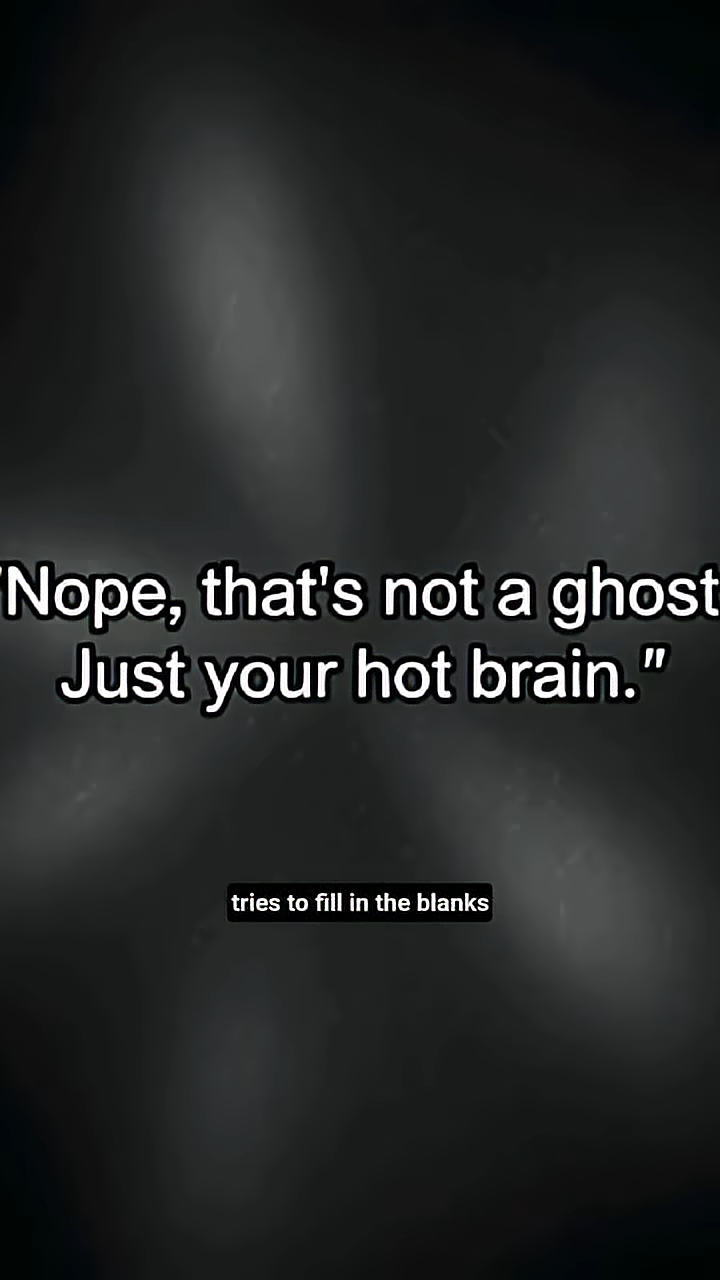 "Nope, that's not a ghost
Just your hot brain."
tries to fill in the blanks